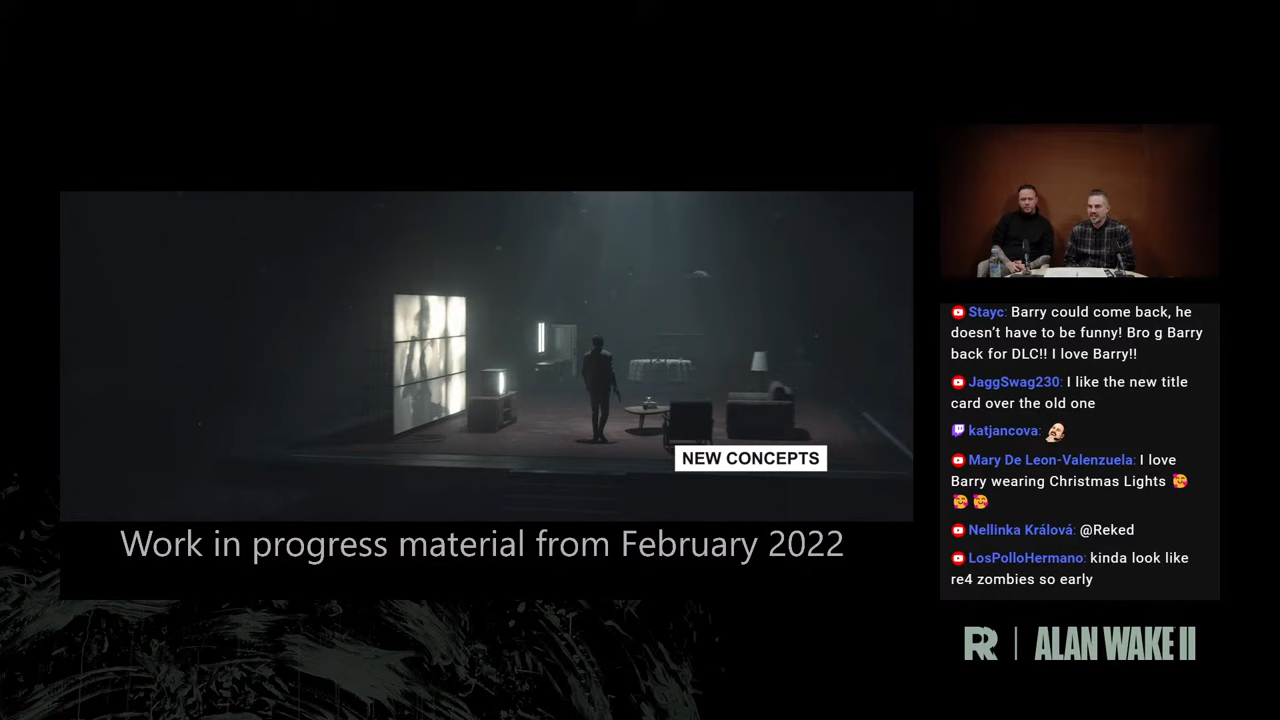 NEW CONCEPTS
Work in progress material from February 2022
Stayc: Barry could come back, he
doesn’t have to be funny! Bro g Barry
back for DLC!! I love Barry!!
JaggSwag230: I like the new title
card over the old one
katjancova:
Mary De Leon-Valenzuela: I love
Barry wearing Christmas Lights 🥰
🥰 🥰
Nellinka Králová: @Reked
LosPolloHermano: kinda look like
re4 zombies so early
R | ALAN WAKE II